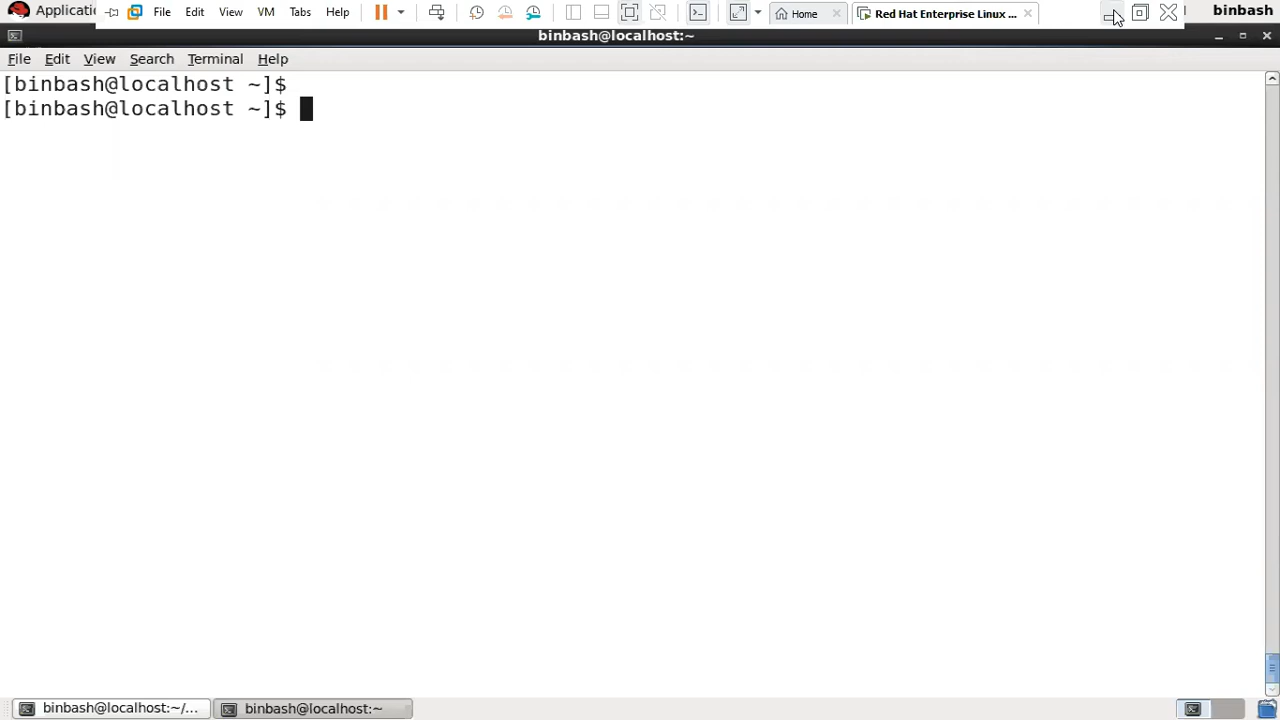 Applicatio File Edit View VM Tabs Help Home Red Hat Enterprise Linux ... binbash
binbash@localhost:~
File Edit View Search Terminal Help
[binbash@localhost ~]$
[binbash@localhost ~]$
binbash@localhost:~/... binbash@localhost:~